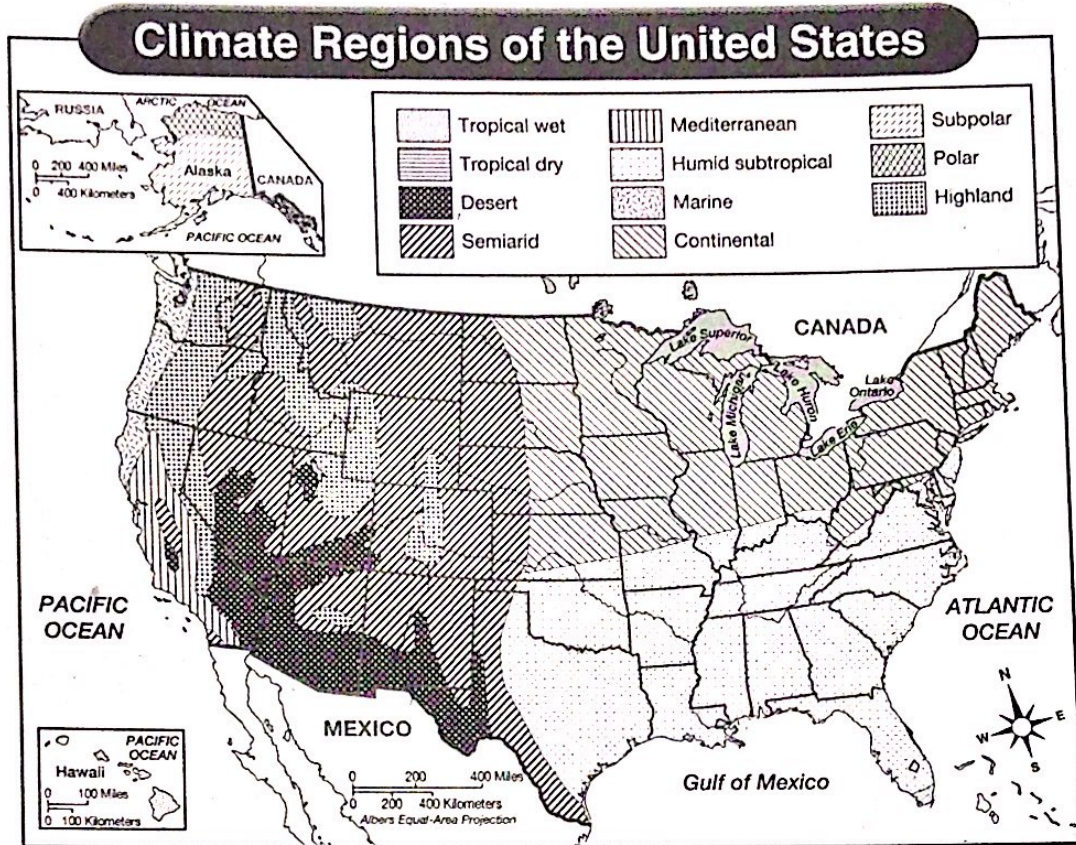 Climate Regions of the United States
RUSSIA
ARCTIC OCEAN
0 200 400 Miles
0 400 Kilometers
Alaska
CANADA
PACIFIC OCEAN
Tropical wet
Tropical dry
Desert
Semiarid
Mediterranean
Humid subtropical
Marine
Continental
Subpolar
Polar
Highland
CANADA
Lake Superior
Lake Michigan
Lake Huron
Lake Ontario
Lake Erie
PACIFIC
OCEAN
ATLANTIC
OCEAN
MEXICO
Gulf of Mexico
N
E
W
S
PACIFIC
OCEAN
Hawaii
0 100 Miles
0 100 Kilometers
0 200 400 Miles
0 200 400 Kilometers
Albers Equal-Area Projection